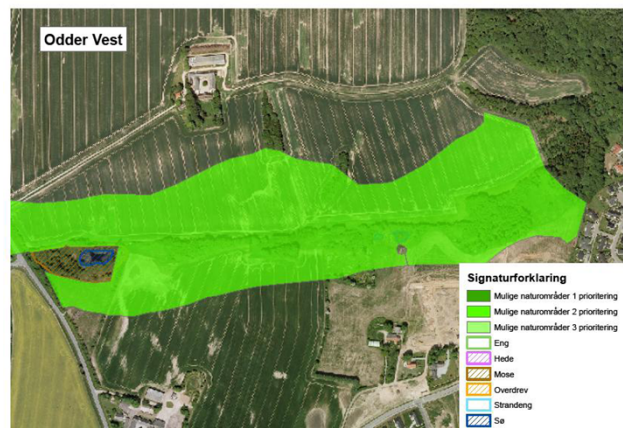 Odder Vest
Signaturforklaring
Mulige naturområder 1 prioritering
Mulige naturområder 2 prioritering
Mulige naturområder 3 prioritering
Eng
Hede
Mose
Overdrev
Strandeng
Sø